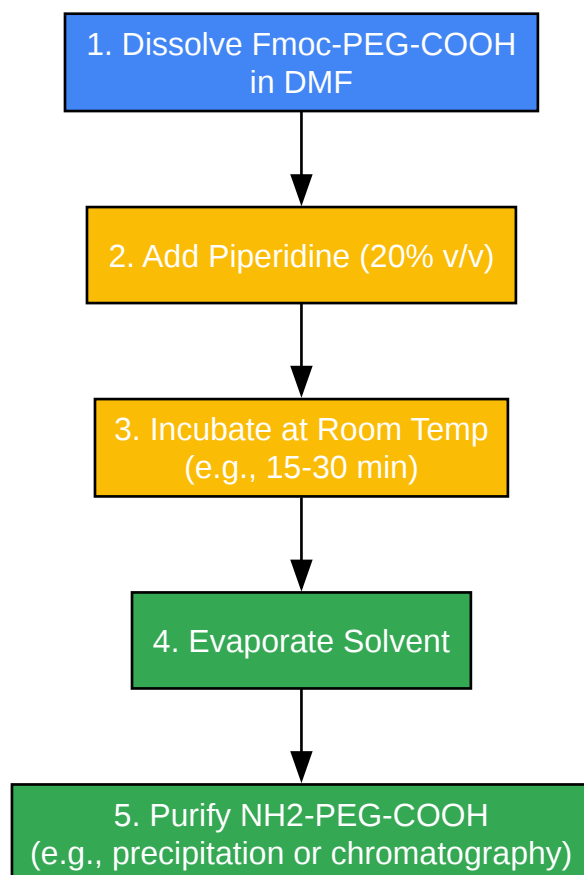 1. Dissolve Fmoc-PEG-COOH
in DMF
2. Add Piperidine (20% v/v)
3. Incubate at Room Temp
(e.g., 15-30 min)
4. Evaporate Solvent
5. Purify NH2-PEG-COOH
(e.g., precipitation or chromatography)